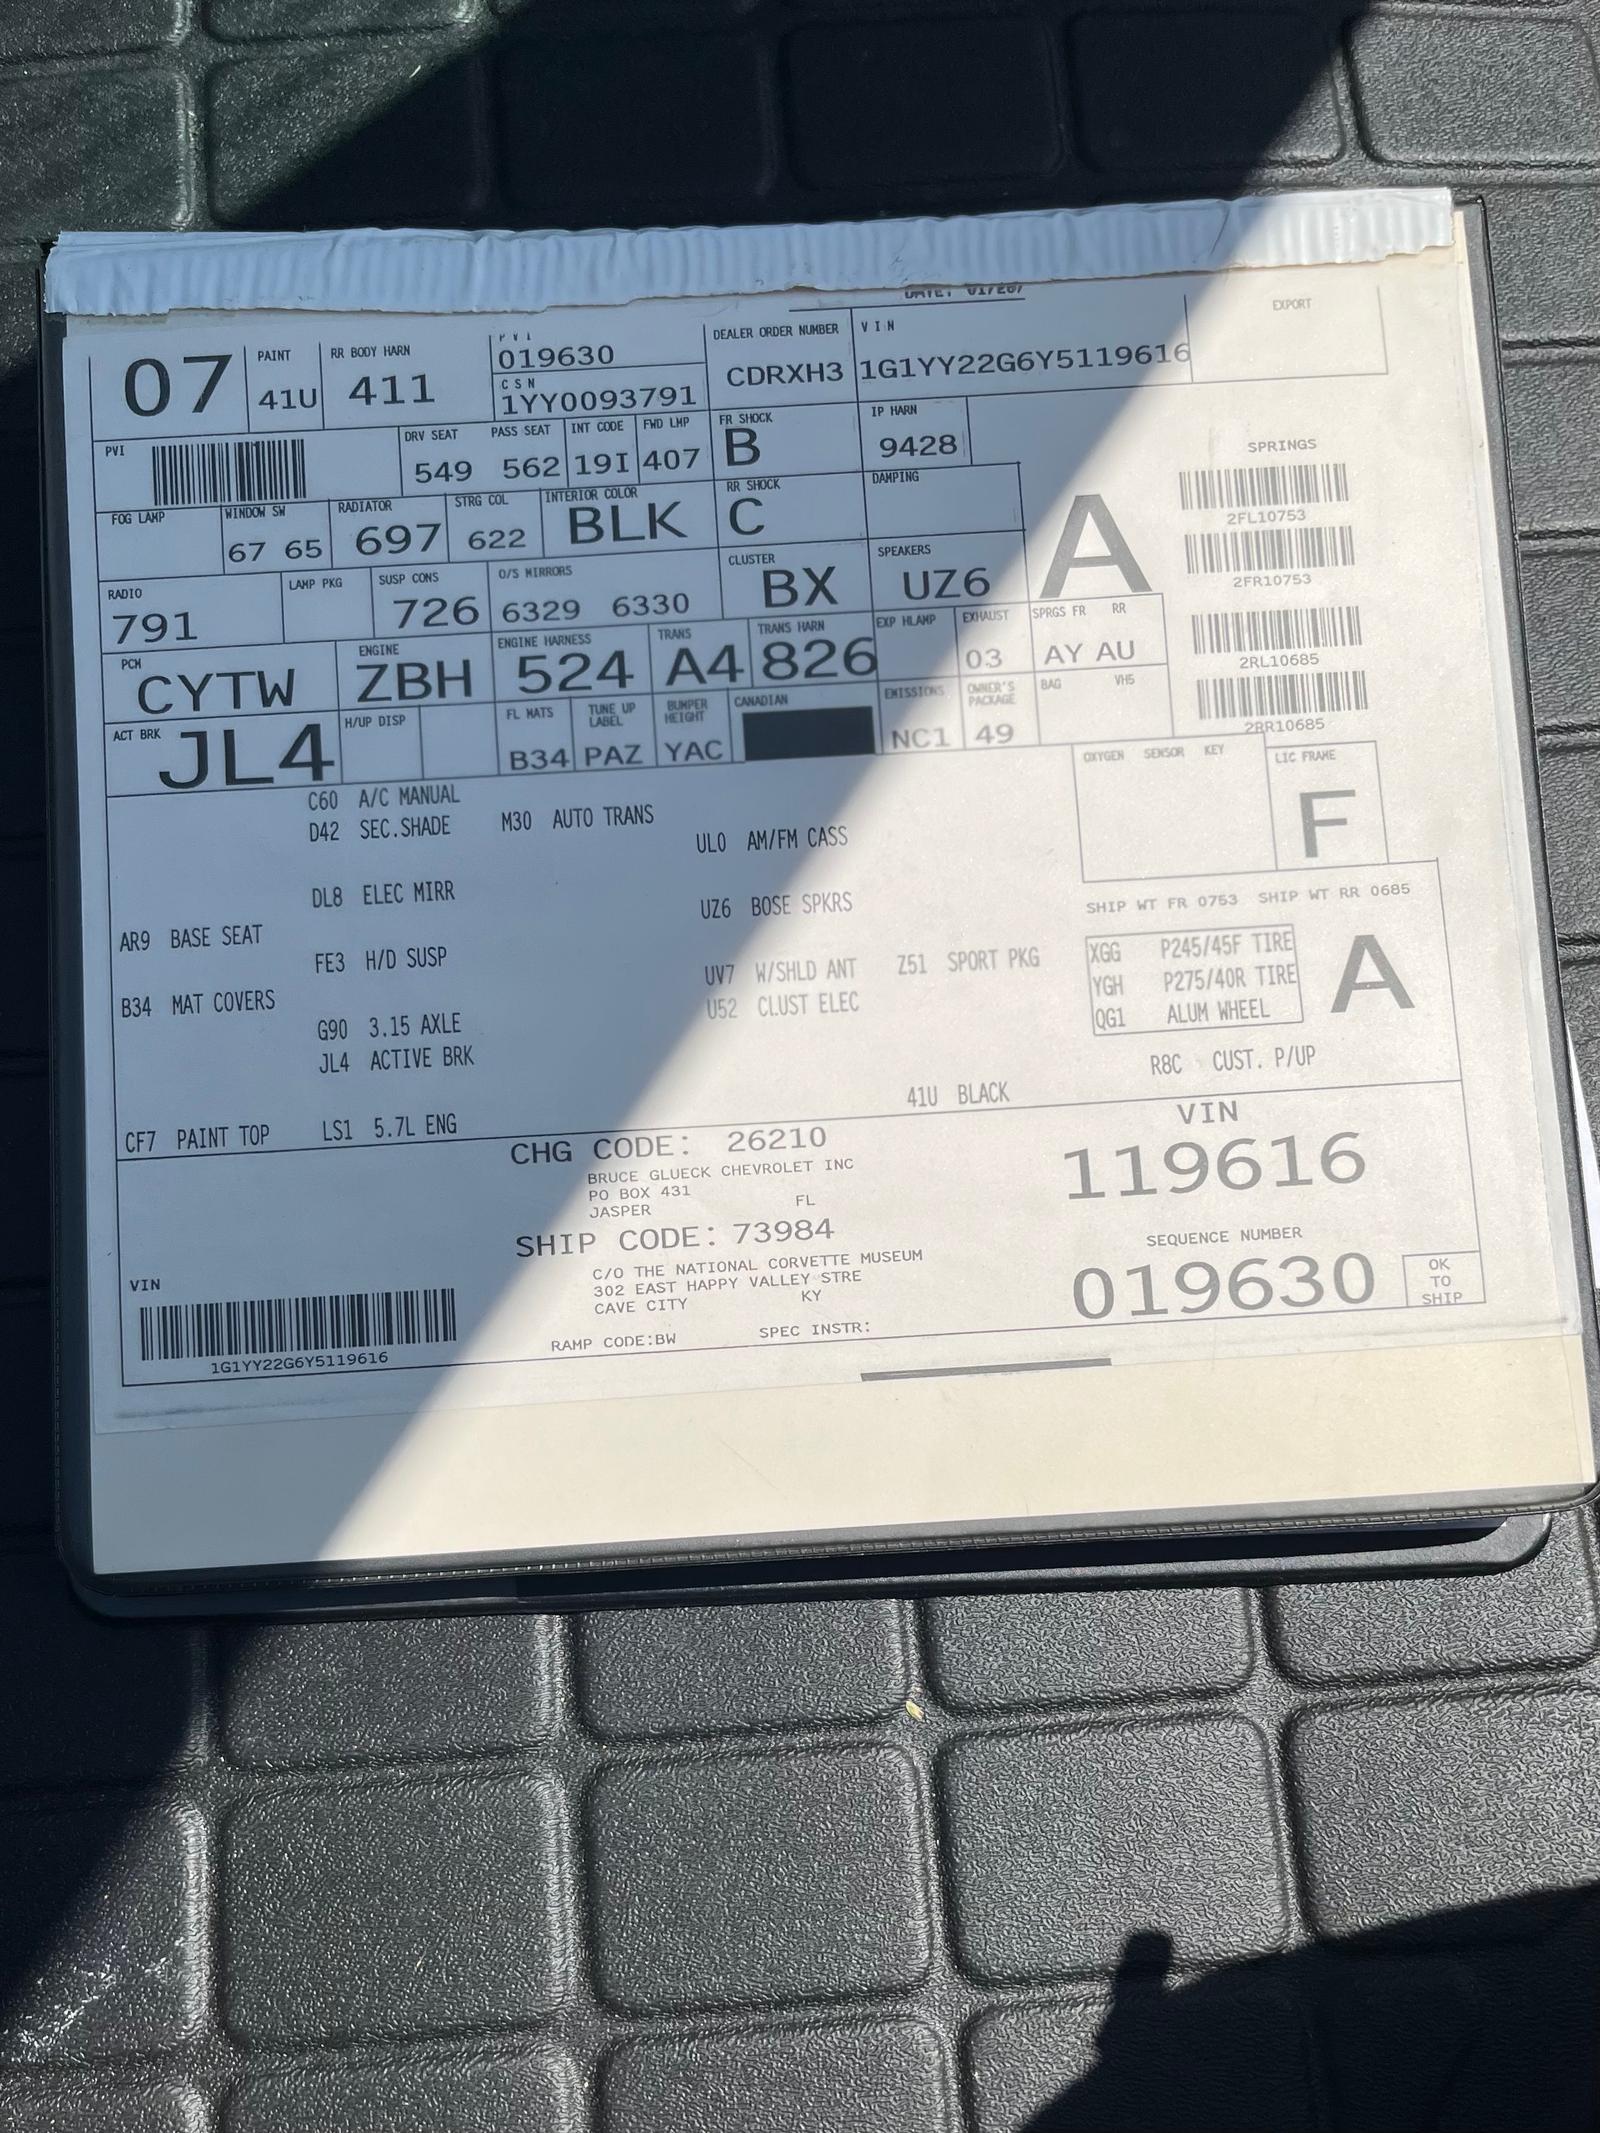 07
PAINT
41U
RR BODY HARN
411
PVI
019630
CSN
1YY0093791
DEALER ORDER NUMBER
CDRXH3
VIN
1G1YY22G6Y5119616
EXPORT
PVI
DRV SEAT
549
PASS SEAT
562
INT CODE
19I
FWD LMP
407
FR SHOCK
B
IP HARN
9428
FOG LAMP
WINDOW SW
67 65
RADIATOR
697
STRG COL
622
INTERIOR COLOR
BLK
RR SHOCK
C
DAMPING
A
SPRINGS
2FL10753
2FR10753
2RL10685
2RR10685
RADIO
791
LAMP PKG
SUSP CONS
726
O/S MIRRORS
6329 6330
CLUSTER
BX
SPEAKERS
UZ6
PCM
CYTW
ENGINE
ZBH
ENGINE HARNESS
524
TRANS
A4
TRANS HARN
826
EXP HLAMP
EXHAUST
03
SPRGS FR RR
AY AU
ACT BRK
JL4
H/UP DISP
FL MATS
B34
TUNE UP
LABEL
PAZ
BUMPER
HEIGHT
YAC
CANADIAN
EMISSIONS
NC1
OWNER'S
PACKAGE
49
BAG VH5
OXYGEN SENSOR KEY
LIC FRAME
F
C60 A/C MANUAL
D42 SEC.SHADE
M30 AUTO TRANS
UL0 AM/FM CASS
DL8 ELEC MIRR
UZ6 BOSE SPKRS
SHIP WT FR 0753 SHIP WT RR 0685
AR9 BASE SEAT
FE3 H/D SUSP
UV7 W/SHLD ANT
Z51 SPORT PKG
XGG P245/45F TIRE
YGH P275/40R TIRE
QG1 ALUM WHEEL
A
B34 MAT COVERS
U52 CLUST ELEC
G90 3.15 AXLE
JL4 ACTIVE BRK
R8C CUST. P/UP
41U BLACK
CF7 PAINT TOP
LS1 5.7L ENG
CHG CODE: 26210
BRUCE GLUECK CHEVROLET INC
PO BOX 431
JASPER FL
SHIP CODE: 73984
C/O THE NATIONAL CORVETTE MUSEUM
302 EAST HAPPY VALLEY STRE
CAVE CITY KY
RAMP CODE:BW SPEC INSTR:
VIN
119616
SEQUENCE NUMBER
019630
OK
TO
SHIP
VIN
1G1YY22G6Y5119616